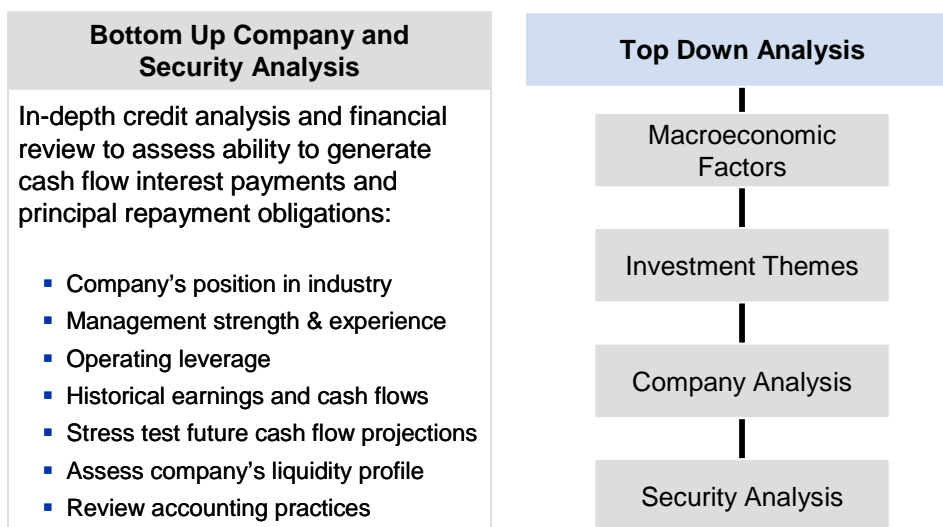 Bottom Up Company and
Security Analysis
In-depth credit analysis and financial
review to assess ability to generate
cash flow interest payments and
principal repayment obligations:
▪ Company’s position in industry
▪ Management strength & experience
▪ Operating leverage
▪ Historical earnings and cash flows
▪ Stress test future cash flow projections
▪ Assess company’s liquidity profile
▪ Review accounting practices
Top Down Analysis
Macroeconomic
Factors
Investment Themes
Company Analysis
Security Analysis